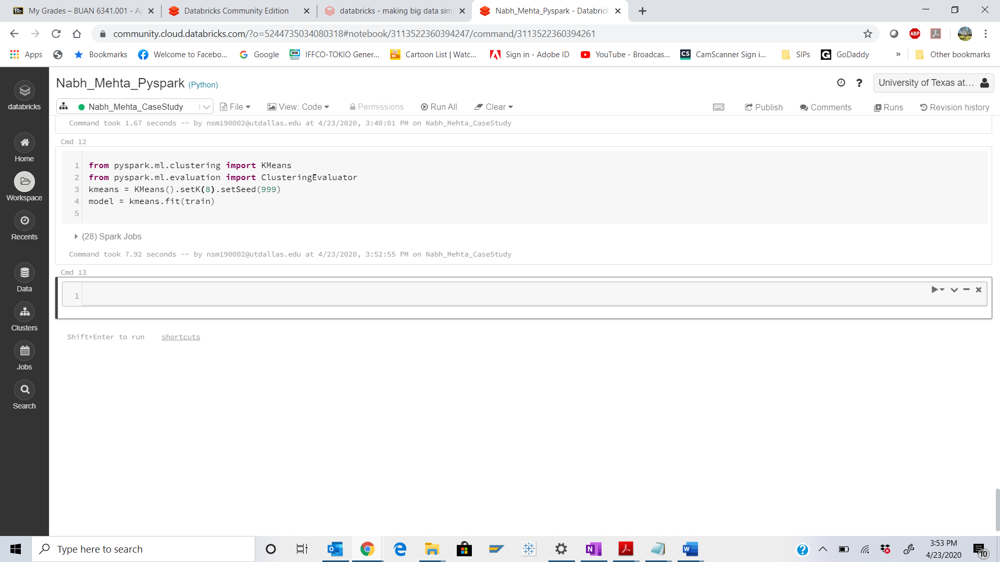 My Grades – BUAN 6341.001 - Ap
Databricks Community Edition
databricks - making big data sim
Nabh_Mehta_Pyspark - Databrick
community.cloud.databricks.com/?o=5244735034080318#notebook/3113522360394247/command/3113522360394261
ABP
Apps
Bookmarks
Welcome to Facebo...
Google
IFFCO-TOKIO Gener...
Cartoon List | Watc...
Sign in - Adobe ID
YouTube - Broadcas...
CS
CamScanner Sign i...
SIPs
GoDaddy
»
Other bookmarks
Nabh_Mehta_Pyspark (Python)
University of Texas at...
databricks
Nabh_Mehta_CaseStudy
File
View: Code
Permissions
Run All
Clear
Publish
Comments
Runs
Revision history
Command took 1.67 seconds -- by nsm190002@utdallas.edu at 4/23/2020, 3:40:01 PM on Nabh_Mehta_CaseStudy
Cmd 12
1 from pyspark.ml.clustering import KMeans
2 from pyspark.ml.evaluation import ClusteringEvaluator
3 kmeans = KMeans().setK(8).setSeed(999)
4 model = kmeans.fit(train)
5
(28) Spark Jobs
Command took 7.92 seconds -- by nsm190002@utdallas.edu at 4/23/2020, 3:52:55 PM on Nabh_Mehta_CaseStudy
Cmd 13
1
Shift+Enter to run shortcuts
Home
Workspace
Recents
Data
Clusters
Jobs
Search
Type here to search
3:53 PM
4/23/2020
10